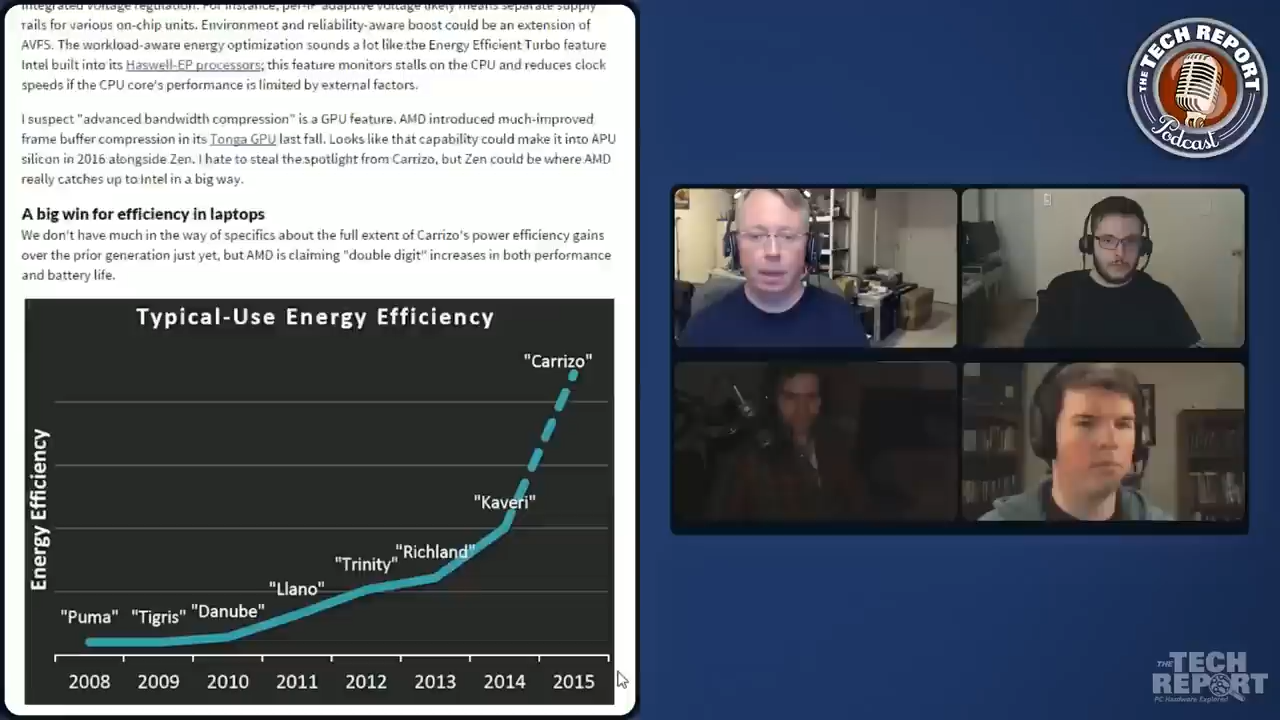 integrated voltage regulation. For instance, per-IP adaptive voltage likely means separate supply
rails for various on-chip units. Environment and reliability-aware boost could be an extension of
AVFS. The workload-aware energy optimization sounds a lot like the Energy Efficient Turbo feature
Intel built into its Haswell-EP processors; this feature monitors stalls on the CPU and reduces clock
speeds if the CPU core's performance is limited by external factors.
I suspect "advanced bandwidth compression" is a GPU feature. AMD introduced much-improved
frame buffer compression in its Tonga GPU last fall. Looks like that capability could make it into APU
silicon in 2016 alongside Zen. I hate to steal the spotlight from Carrizo, but Zen could be where AMD
really catches up to Intel in a big way.
A big win for efficiency in laptops
We don't have much in the way of specifics about the full extent of Carrizo's power efficiency gains
over the prior generation just yet, but AMD is claiming "double digit" increases in both performance
and battery life.
Typical-Use Energy Efficiency
"Carrizo"
"Kaveri"
"Richland"
"Trinity"
"Llano"
"Puma" "Tigris" "Danube"
Energy Efficiency
2008 2009 2010 2011 2012 2013 2014 2015
THE TECH REPORT
Podcast
THE TECH
REPORT
PC Hardware Explored